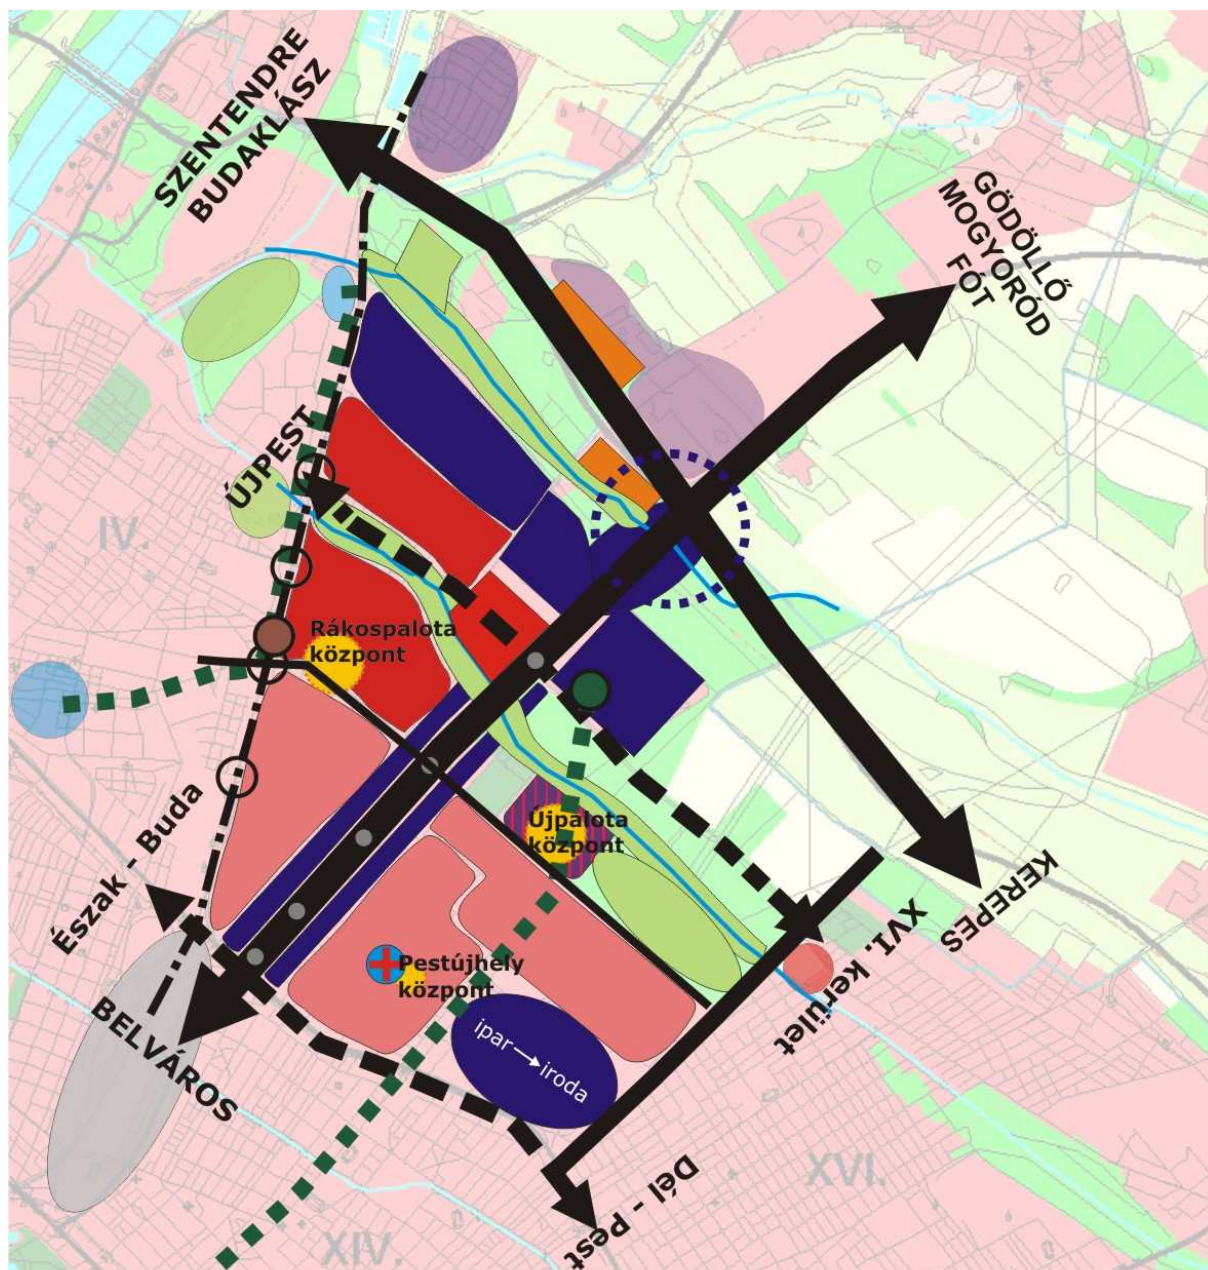 SZENTENDRE
BUDAKLÁSZ
GÖDÖLLŐ
MOGYORÓD
FÓT
ÚJPEST
IV.
Rákospalota
központ
Újpalota
központ
Észak - Buda
KEREPES
XVI. kerület
Pestújhely
központ
BELVÁROS
ipar→iroda
Dél - Pest
XVI.
XIV.